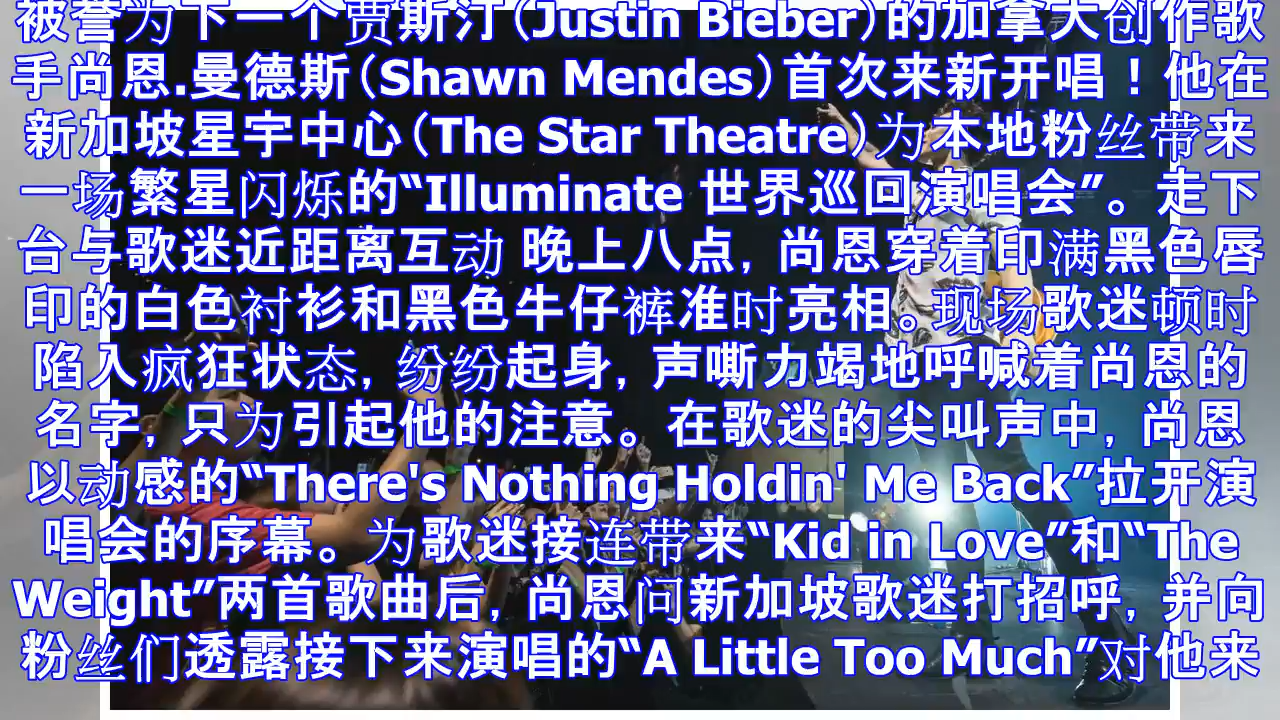 被誉为下一个贾斯汀(Justin Bieber)的加拿大创作歌
手尚恩.曼德斯(Shawn Mendes)首次来新开唱！他在
新加坡星宇中心(The Star Theatre)为本地粉丝带来
一场繁星闪烁的“Illuminate 世界巡回演唱会”。走下
台与歌迷近距离互动 晚上八点, 尚恩穿着印满黑色唇
印的白色衬衫和黑色牛仔裤准时亮相。现场歌迷顿时
陷入疯狂状态, 纷纷起身, 声嘶力竭地呼喊着尚恩的
名字, 只为引起他的注意。在歌迷的尖叫声中, 尚恩
以动感的“There's Nothing Holdin' Me Back”拉开演
唱会的序幕。为歌迷接连带来“Kid in Love”和“The
Weight”两首歌曲后, 尚恩问新加坡歌迷打招呼, 并向
粉丝们透露接下来演唱的“A Little Too Much”对他来